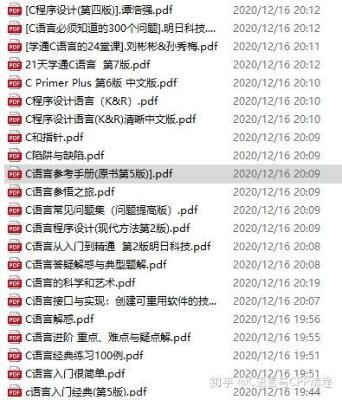 [C程序设计(第四版)].谭浩强.pdf 2020/12/16 20:12
[C语言必须知道的300个问题].明日科技.... 2020/12/16 20:12
[学通C语言的24堂课].刘彬彬&孙秀梅.pdf 2020/12/16 20:11
21天学通C语言 第7版.pdf 2020/12/16 20:11
C Primer Plus 第6版 中文版.pdf 2020/12/16 20:10
C程序设计语言（K&R）.pdf 2020/12/16 20:10
C程序设计语言(K&R)清晰中文版.pdf 2020/12/16 20:10
C和指针.pdf 2020/12/16 20:09
C陷阱与缺陷.pdf 2020/12/16 20:09
C语言参考手册(原书第5版)].pdf 2020/12/16 20:09
C语言参悟之旅.pdf 2020/12/16 20:09
C语言常见问题集（问题提高版）.pdf 2020/12/16 20:09
C语言程序设计(现代方法第2版).pdf 2020/12/16 20:09
C语言从入门到精通 第2版明日科技.pdf 2020/12/16 20:08
C语言答疑解惑与典型题解.pdf 2020/12/16 20:08
C语言的科学和艺术.pdf 2020/12/16 20:19
C语言接口与实现：创建可重用软件的技... 2020/12/16 20:07
C语言解惑.pdf 2020/12/16 19:56
C语言进阶 重点、难点与疑点解.pdf 2020/12/16 19:55
C语言经典练习100例.pdf 2020/12/16 19:51
C语言入门很简单.pdf 2020/12/16 19:51
c语言入门经典(第5版).pdf 2020/12/16 19:44
知乎 @C语言与CPP编程